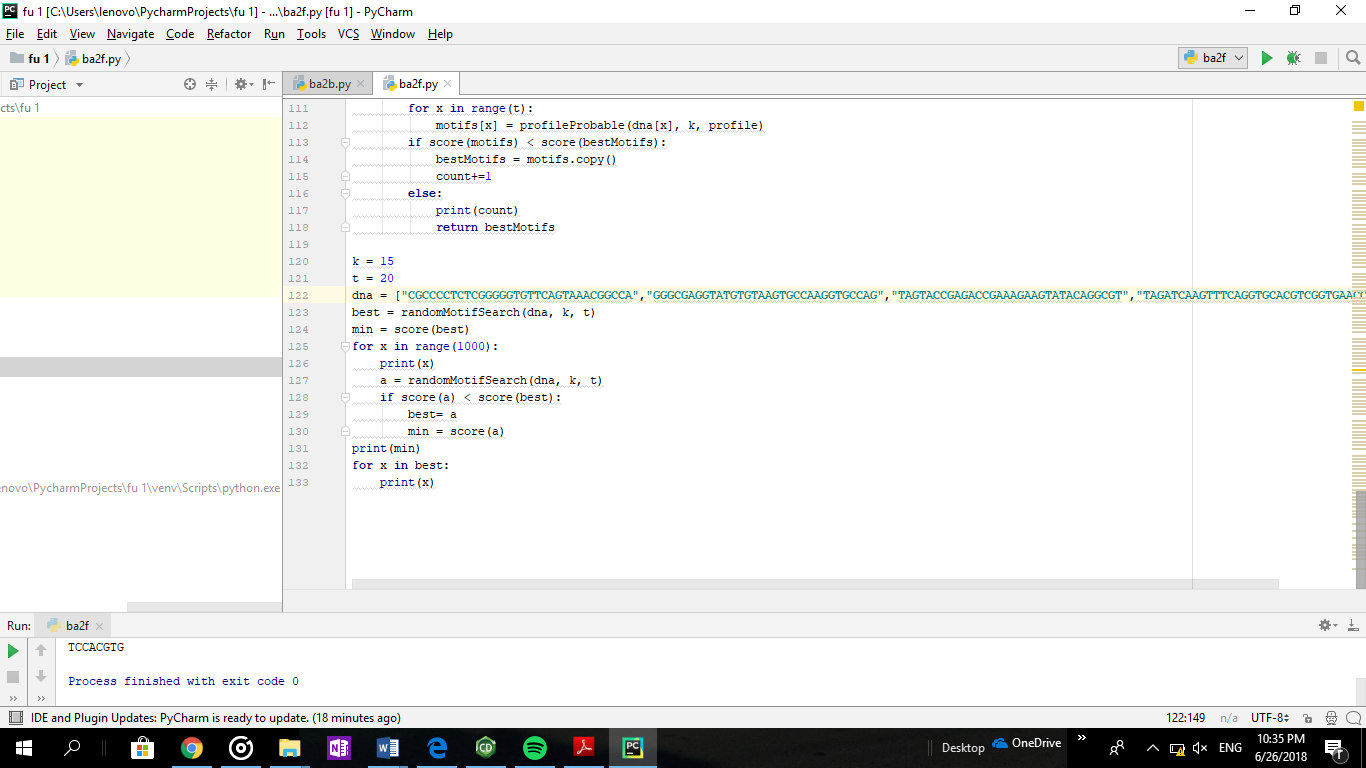 fu 1 [C:\Users\lenovo\PycharmProjects\fu 1] - ...\ba2f.py [fu 1] - PyCharm
File Edit View Navigate Code Refactor Run Tools VCS Window Help
fu 1 ba2f.py ba2f
Project ba2b.py ba2f.py
cts\fu 1
111 for x in range(t):
112 motifs[x] = profileProbable(dna[x], k, profile)
113 if score(motifs) < score(bestMotifs):
114 bestMotifs = motifs.copy()
115 count+=1
116 else:
117 print(count)
118 return bestMotifs
119
120 k = 15
121 t = 20
122 dna = ["CGCCCCTCTCGGGGGTGTTCAGTAAACGGCCA","GGGCGAGGTATGTGTAAGTGCCAAGGTGCCAG","TAGTACCGAGACCGAAAGAAGTATACAGGCGT","TAGATCAAGTTTCAGGTGCACGTCGGTGAACC
123 best = randomMotifSearch(dna, k, t)
124 min = score(best)
125 for x in range(1000):
126 print(x)
127 a = randomMotifSearch(dna, k, t)
128 if score(a) < score(best):
129 best= a
130 min = score(a)
131 print(min)
132 for x in best:
133 print(x)
enovo\PycharmProjects\fu 1\venv\Scripts\python.exe
Run: ba2f
TCCACGTG
Process finished with exit code 0
IDE and Plugin Updates: PyCharm is ready to update. (18 minutes ago) 122:149 n/a UTF-8
Desktop OneDrive ENG 10:35 PM
6/26/2018